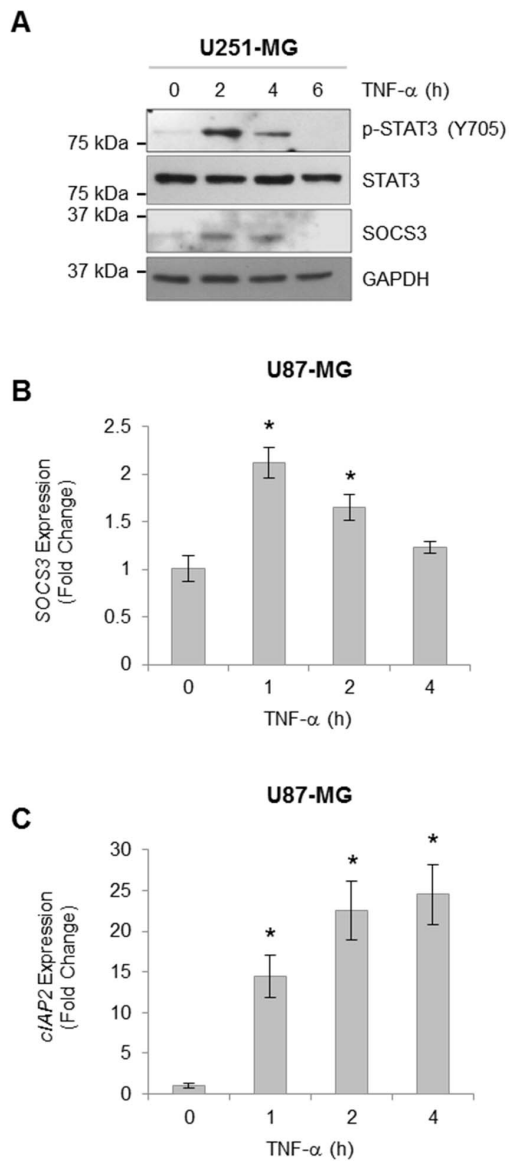 A
U251-MG
0 2 4 6 TNF-α (h)
75 kDa p-STAT3 (Y705)
75 kDa STAT3
37 kDa SOCS3
37 kDa GAPDH
B
U87-MG
SOCS3 Expression
(Fold Change)
2.5
2
1.5
1
0.5
0
* *
0 1 2 4
TNF-α (h)
C
U87-MG
cIAP2 Expression
(Fold Change)
30
25
20
15
10
5
0
* * *
0 1 2 4
TNF-α (h)